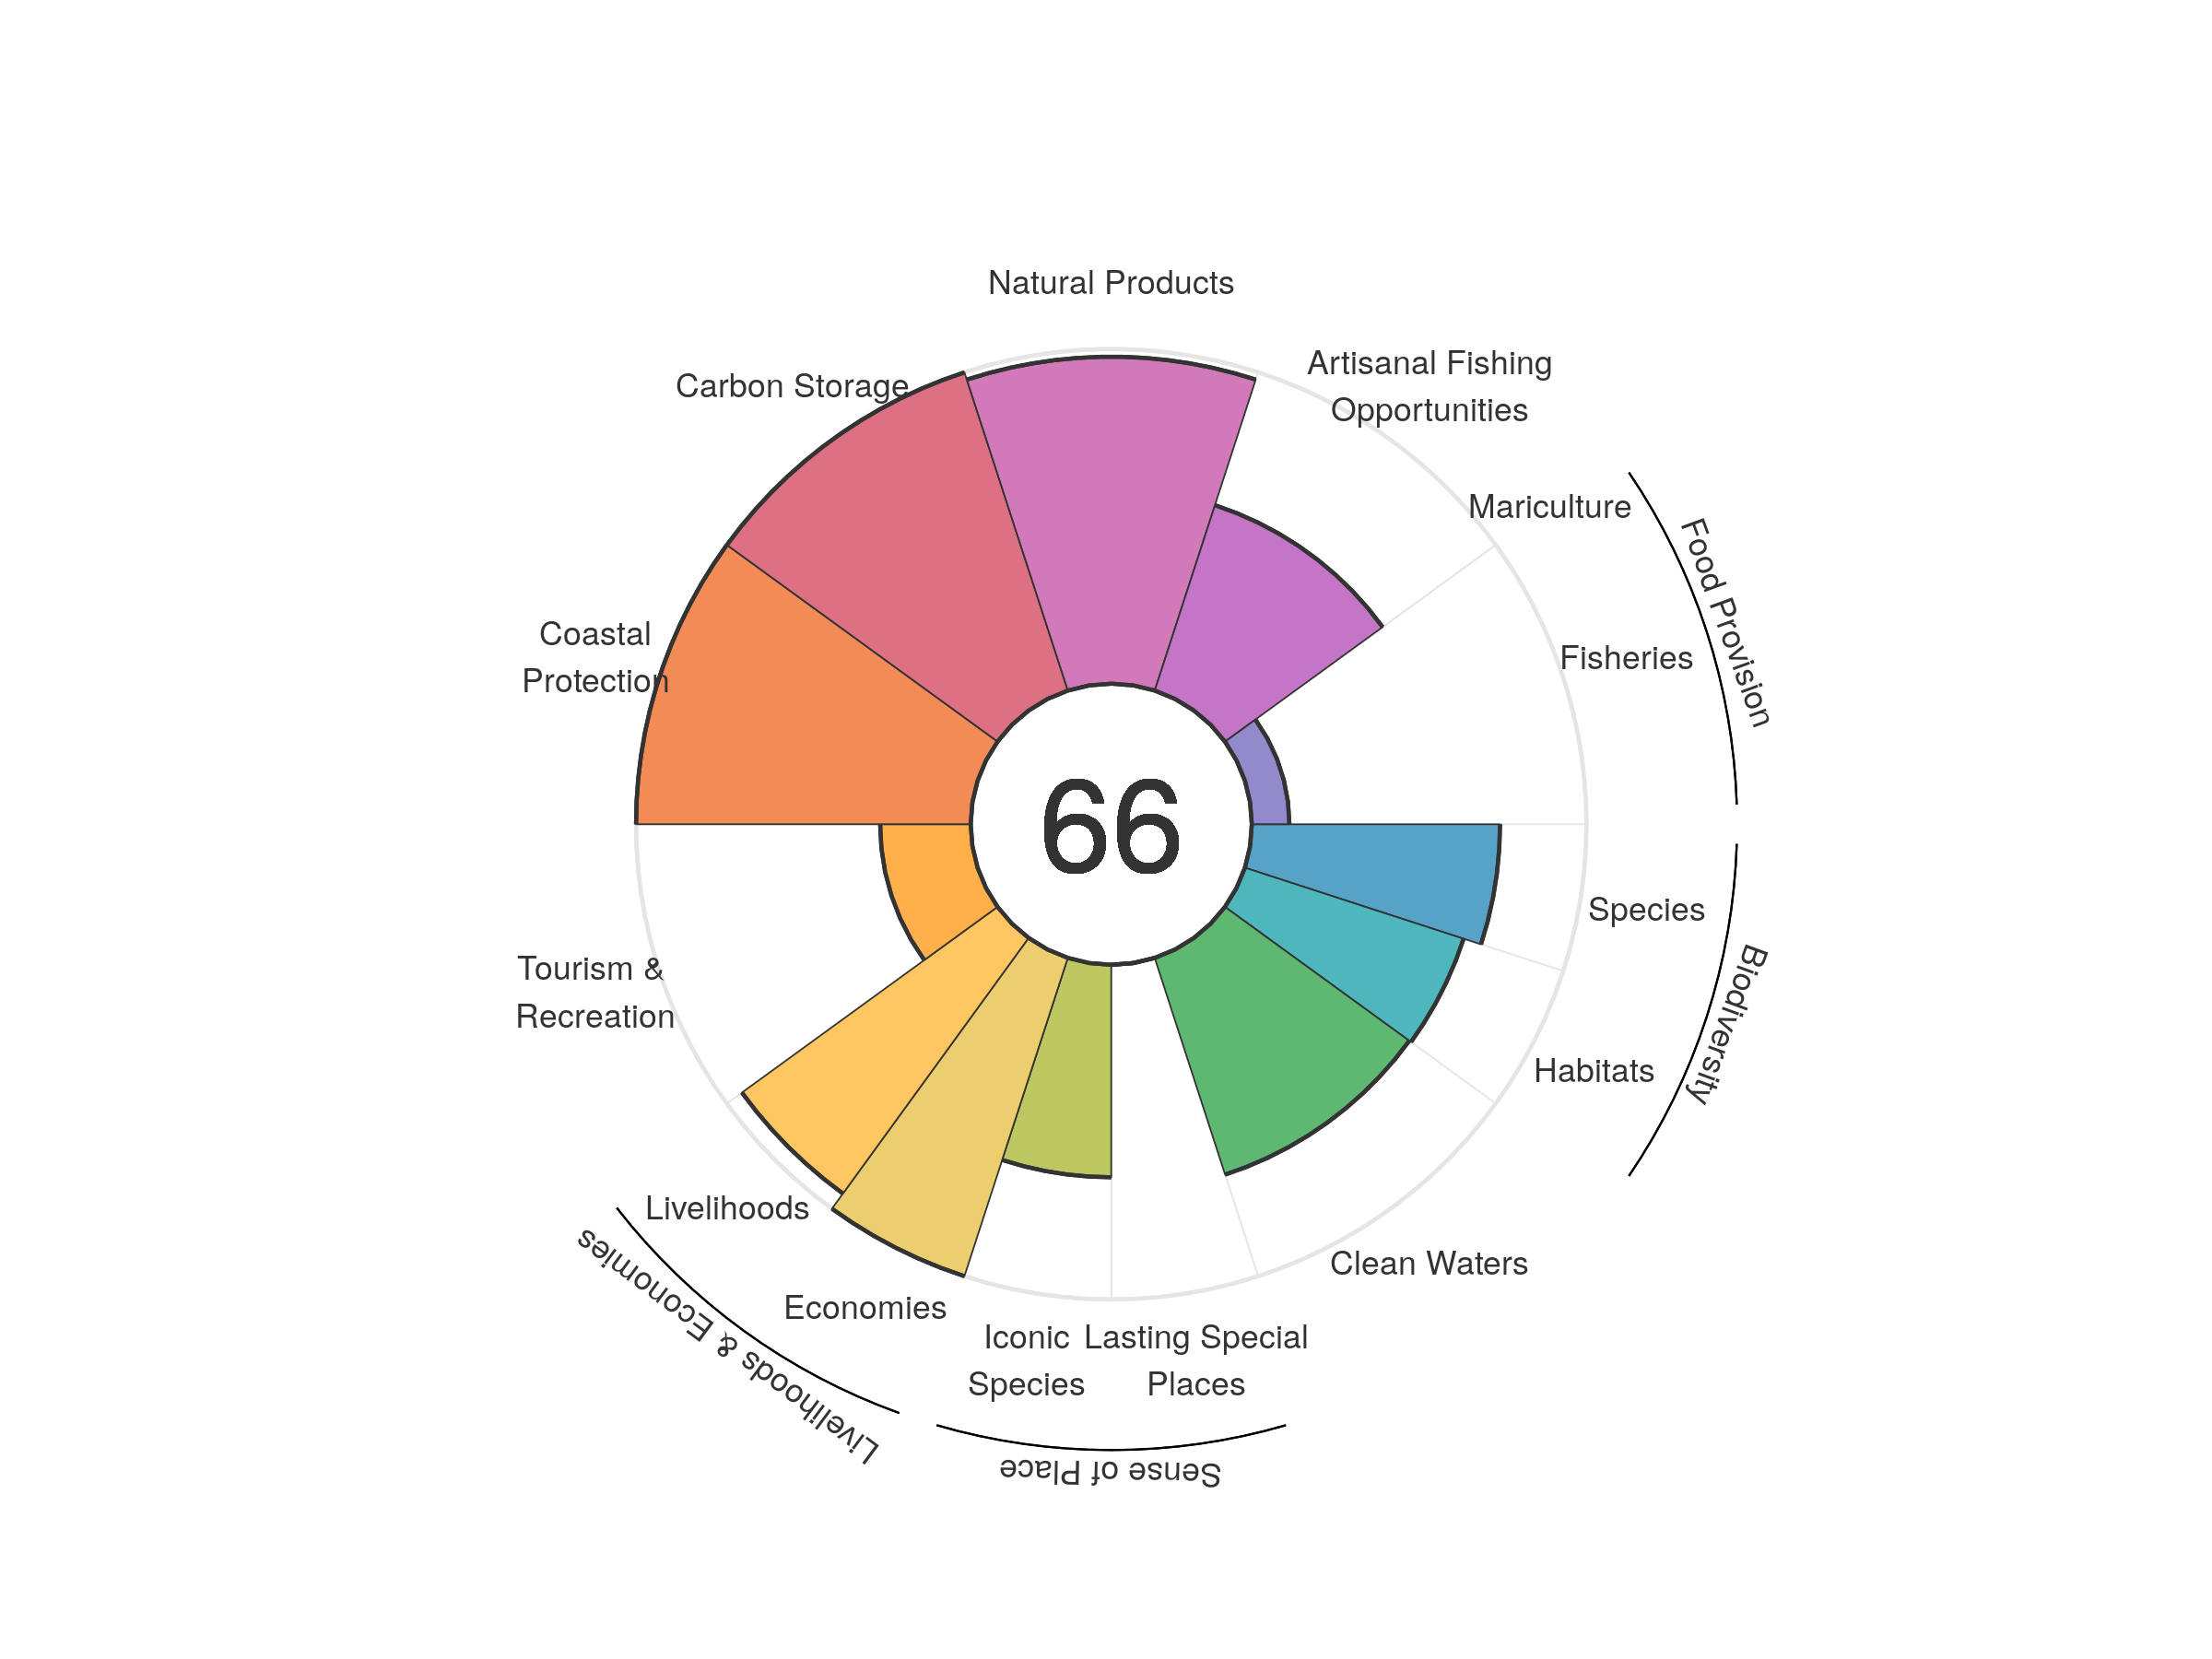 Natural Products
Artisanal Fishing
Opportunities
Carbon Storage
Mariculture
Food Provision
Fisheries
Coastal
Protection
66
Species
Biodiversity
Habitats
Tourism &
Recreation
Livelihoods
Economies
Livelihoods & Economies
Clean Waters
Iconic
Species
Lasting Special
Places
Sense of Place